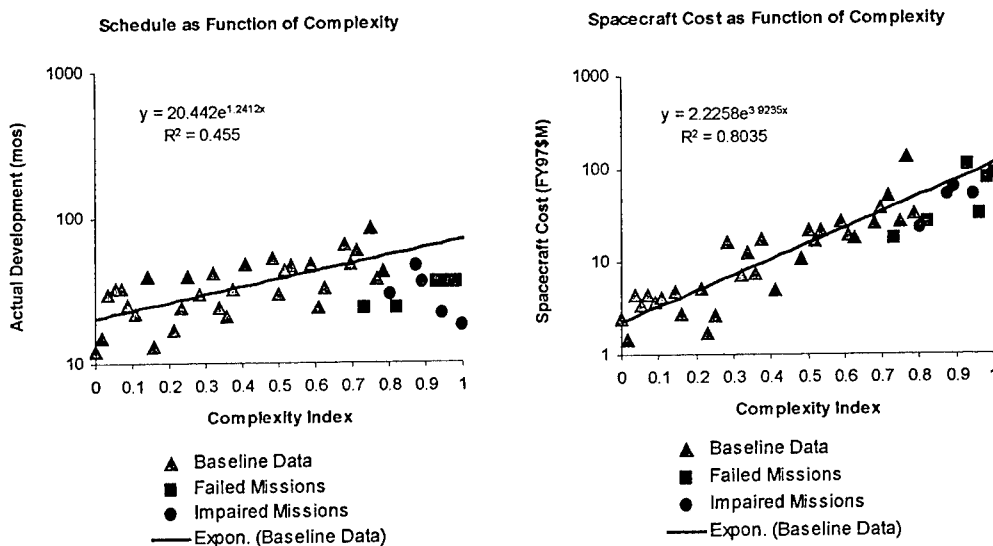 Schedule as Function of Complexity
1000
100
10
Actual Development (mos)
y = 20.442e^1.2412x
R² = 0.455
0 0.1 0.2 0.3 0.4 0.5 0.6 0.7 0.8 0.9 1
Complexity Index
Baseline Data
Failed Missions
Impaired Missions
Expon. (Baseline Data)
Spacecraft Cost as Function of Complexity
1000
100
10
1
Spacecraft Cost (FY97$M)
y = 2.2258e^3.9235x
R² = 0.8035
0 0.1 0.2 0.3 0.4 0.5 0.6 0.7 0.8 0.9 1
Complexity Index
Baseline Data
Failed Missions
Impaired Missions
Expon. (Baseline Data)